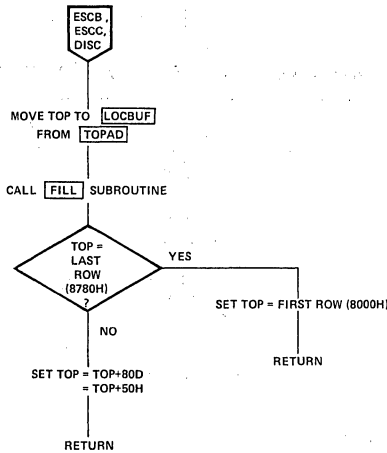 ESCB,
ESCC,
DISC
MOVE TOP TO LOCBUF
FROM TOPAD
CALL FILL SUBROUTINE
TOP =
LAST
ROW
(8780H)
?
YES
SET TOP = FIRST ROW (8000H)
RETURN
NO
SET TOP = TOP+80D
= TOP+50H
RETURN